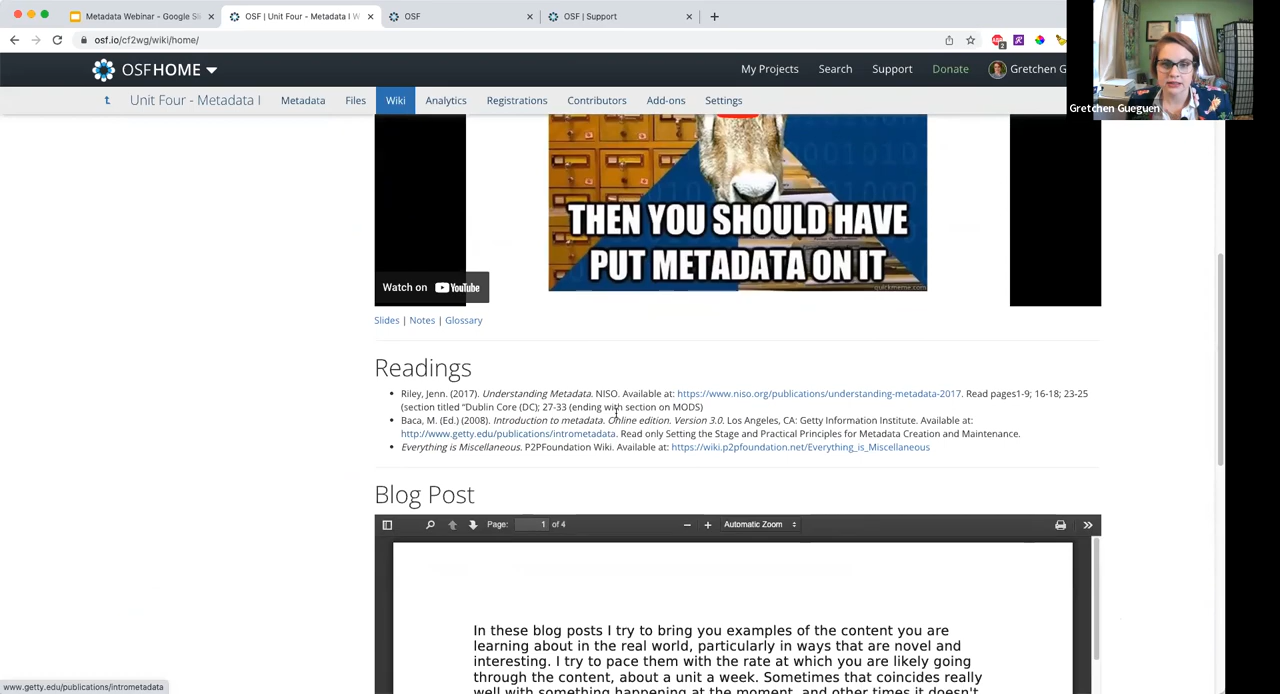 Metadata Webinar - Google Sli
OSF | Unit Four - Metadata I W
OSF
OSF | Support
osf.io/cf2wg/wiki/home/
2
OSFHOME
My Projects
Search
Support
Donate
Gretchen G
Gretchen Gueguen
Unit Four - Metadata I
Metadata
Files
Wiki
Analytics
Registrations
Contributors
Add-ons
Settings
THEN YOU SHOULD HAVE
PUT METADATA ON IT
quickmeme.com
Watch on YouTube
Slides | Notes | Glossary
Readings
Riley, Jenn. (2017). Understanding Metadata. NISO. Available at: https://www.niso.org/publications/understanding-metadata-2017. Read pages1-9; 16-18; 23-25
(section titled "Dublin Core (DC); 27-33 (ending with section on MODS)
Baca, M. (Ed.) (2008). Introduction to metadata. Online edition. Version 3.0. Los Angeles, CA: Getty Information Institute. Available at:
http://www.getty.edu/publications/intrometadata. Read only Setting the Stage and Practical Principles for Metadata Creation and Maintenance.
Everything is Miscellaneous. P2PFoundation Wiki. Available at: https://wiki.p2pfoundation.net/Everything_is_Miscellaneous
Blog Post
Page: 1 of 4
Automatic Zoom
In these blog posts I try to bring you examples of the content you are
learning about in the real world, particularly in ways that are novel and
interesting. I try to pace them with the rate at which you are likely going
through the content, about a unit a week. Sometimes that coincides really
well with something happening at the moment, and other times it doesn't
www.getty.edu/publications/intrometadata